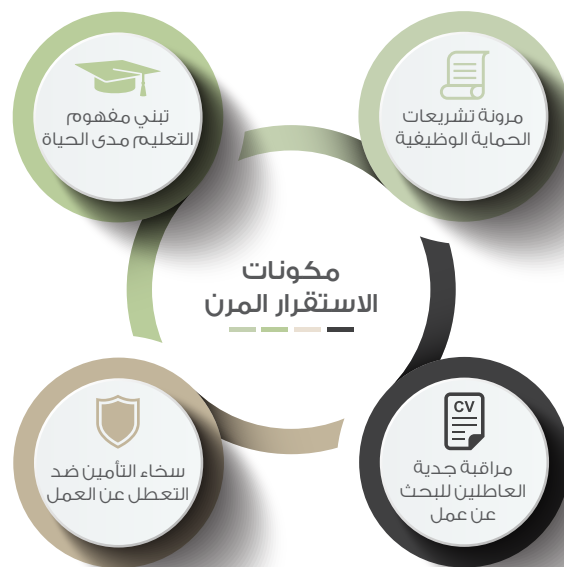 مرونة تشريعات
الحماية الوظيفية
تبني مفهوم
التعليم مدى الحياة
مكونات
الاستقرار المرن
CV
مراقبة جدية
العاطلين للبحث
عن عمل
سخاء التأمين ضد
التعطل عن العمل